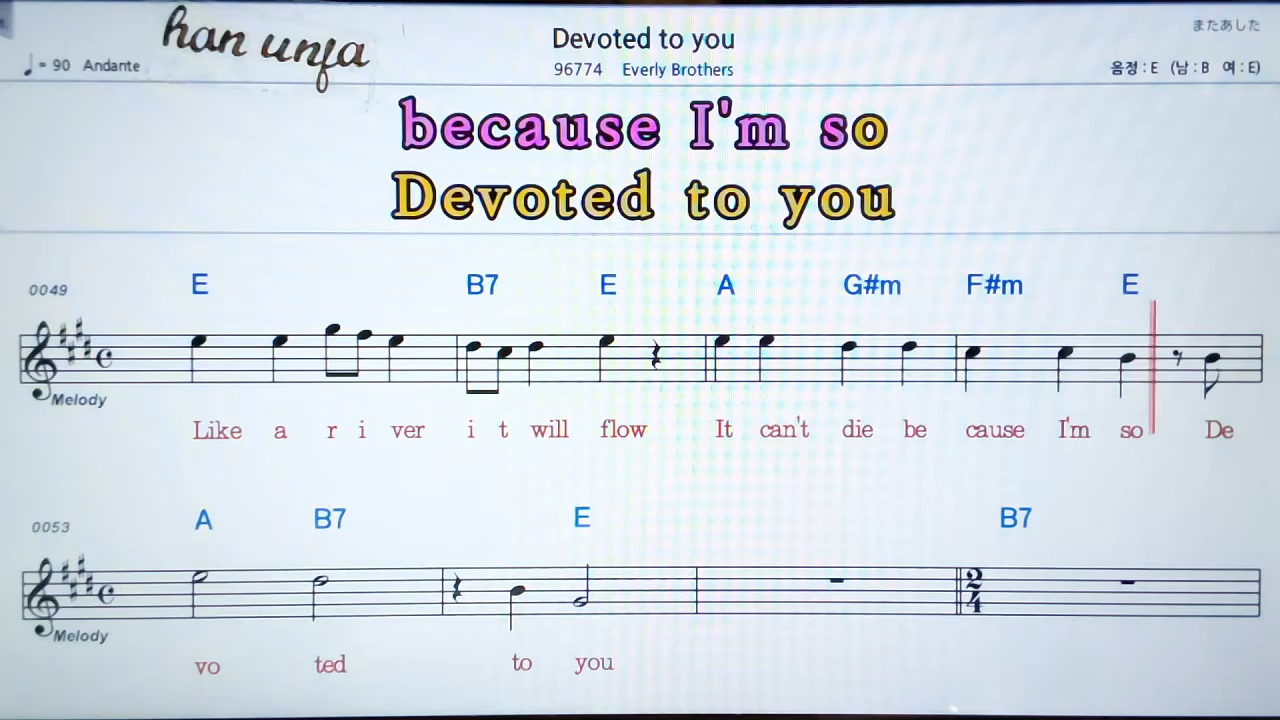 han unja
Devoted to you
またあした
♩= 90 Andante
96774 Everly Brothers
음정 : E (남 : B 여 : E)
because I'm so
Devoted to you
0049
E B7 E A G#m F#m E
Melody
Like a r i ver i t will flow It can't die be cause I'm so De
0053
A B7 E B7
2/4
Melody
vo ted to you